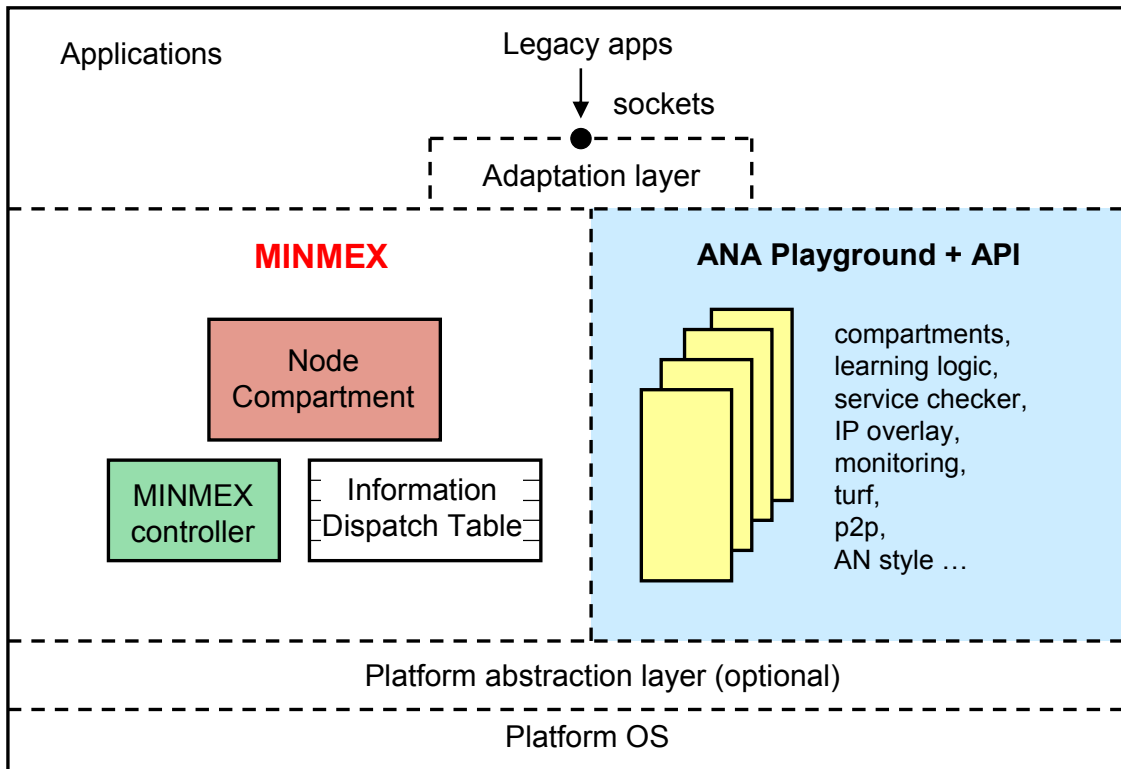 Applications
Legacy apps
sockets
Adaptation layer
MINMEX
Node
Compartment
MINMEX
controller
Information
Dispatch Table
ANA Playground + API
compartments,
learning logic,
service checker,
IP overlay,
monitoring,
turf,
p2p,
AN style …
Platform abstraction layer (optional)
Platform OS